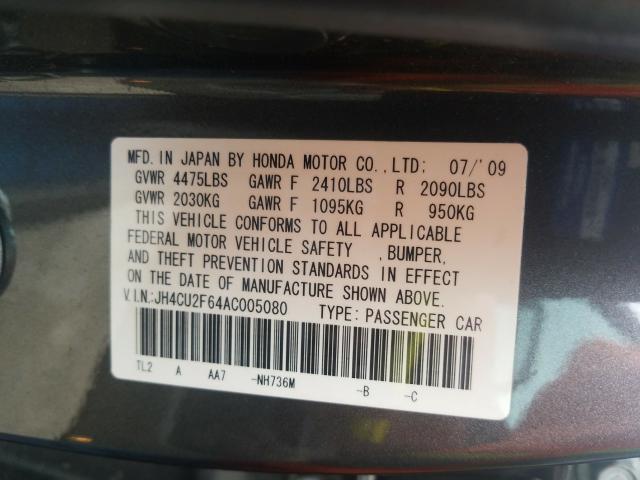 MFD. IN JAPAN BY HONDA MOTOR CO.,LTD; 07/'09
GVWR 4475LBS GAWR F 2410LBS R 2090LBS
GVWR 2030KG GAWR F 1095KG R 950KG
THIS VEHICLE CONFORMS TO ALL APPLICABLE
FEDERAL MOTOR VEHICLE SAFETY ,BUMPER,
AND THEFT PREVENTION STANDARDS IN EFFECT
ON THE DATE OF MANUFACTURE SHOWN ABOVE.
V.I.N.:JH4CU2F64AC005080 TYPE: PASSENGER CAR
TL2 A AA7 -NH736M -B -C